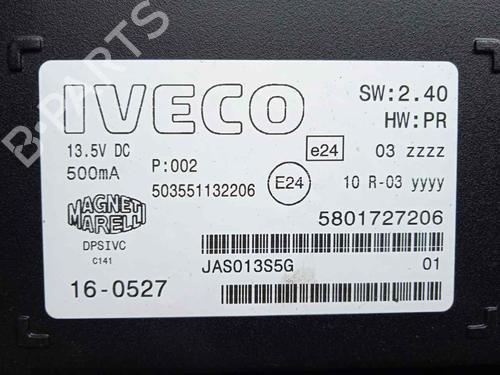 IVECO
SW:2.40
HW:PR
13.5V DC
500mA
P:002
503551132206
e24
03 zzzz
E24
10 R-03 yyyy
MAGNETI
MARELLI
5801727206
DPSIVC
C141
JAS013S5G
01
16-0527
B-PARTS